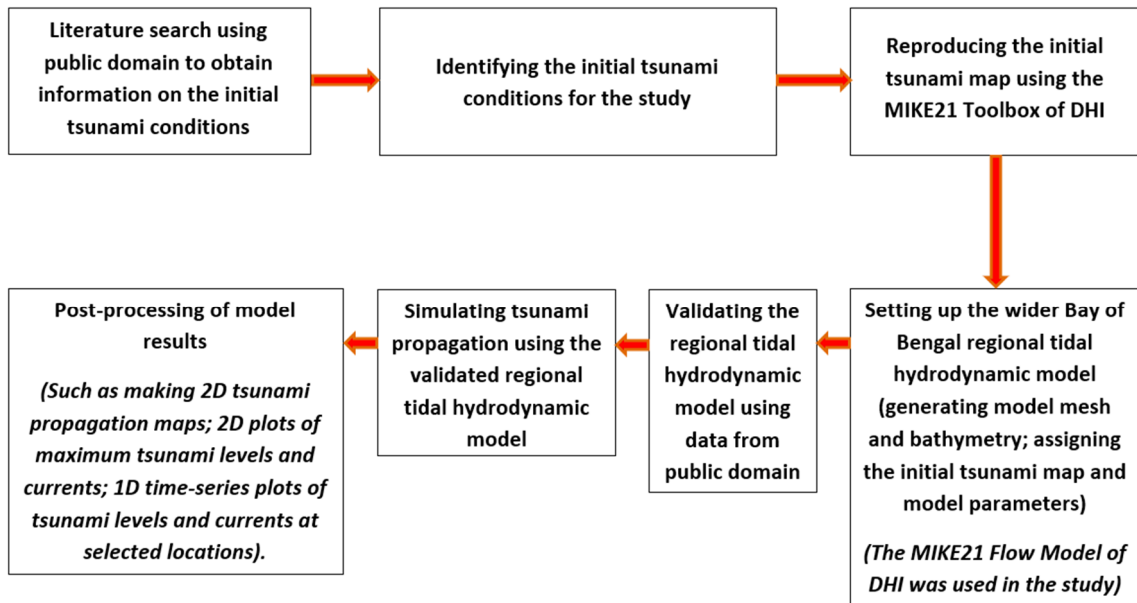 Literature search using
public domain to obtain
information on the initial
tsunami conditions
Identifying the initial tsunami
conditions for the study
Reproducing the initial
tsunami map using the
MIKE21 Toolbox of DHI
Setting up the wider Bay of
Bengal regional tidal
hydrodynamic model
(generating model mesh
and bathymetry; assigning
the initial tsunami map and
model parameters)
(The MIKE21 Flow Model of
DHI was used in the study)
Validating the
regional tidal
hydrodynamic
model using
data from
public domain
Simulating tsunami
propagation using the
validated regional
tidal hydrodynamic
model
Post-processing of model
results
(Such as making 2D tsunami
propagation maps; 2D plots of
maximum tsunami levels and
currents; 1D time-series plots of
tsunami levels and currents at
selected locations).